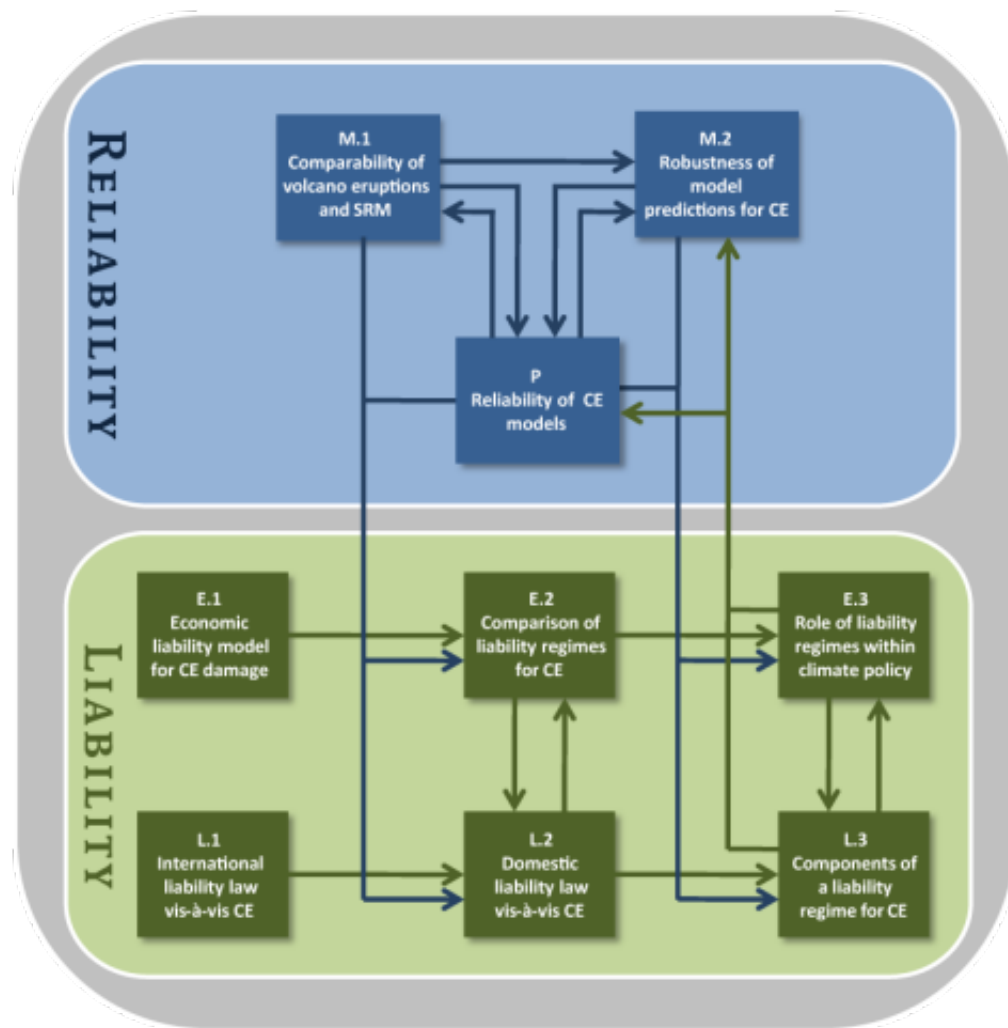 RELIABILITY
M.1
Comparability of
volcano eruptions
and SRM
M.2
Robustness of
model
predictions for CE
P
Reliability of CE
models
LIABILITY
E.1
Economic
liability model
for CE damage
E.2
Comparison of
liability regimes
for CE
E.3
Role of liability
regimes within
climate policy
L.1
International
liability law
vis-à-vis CE
L.2
Domestic
liability law
vis-à-vis CE
L.3
Components of
a liability
regime for CE